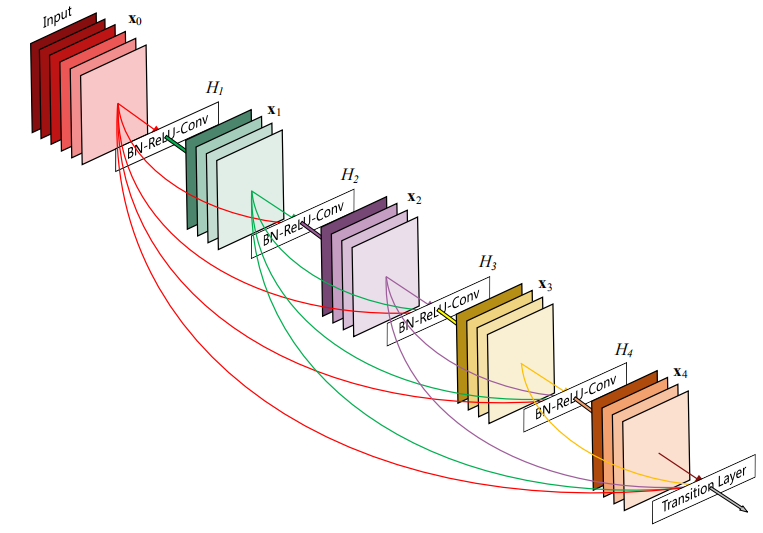 Input
x₀
H₁
BN-ReLU-Conv
x₁
H₂
BN-ReLU-Conv
x₂
H₃
BN-ReLU-Conv
x₃
H₄
BN-ReLU-Conv
x₄
Transition Layer